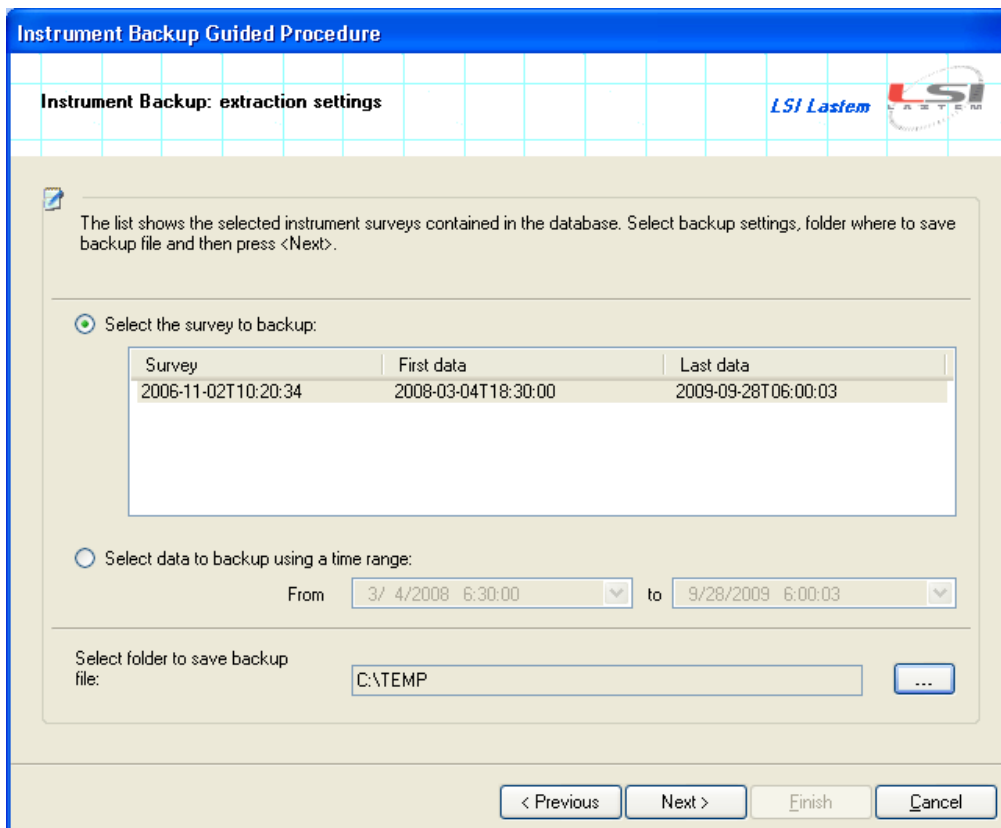 Instrument Backup Guided Procedure
Instrument Backup: extraction settings
LSI Lastem
LSI
LASTEM
The list shows the selected instrument surveys contained in the database. Select backup settings, folder where to save
backup file and then press <Next>.
Select the survey to backup:
Survey First data Last data
2006-11-02T10:20:34 2008-03-04T18:30:00 2009-09-28T06:00:03
Select data to backup using a time range:
From 3/ 4/2008 6:30:00 to 9/28/2009 6:00:03
Select folder to save backup
file:
C:\TEMP
...
< Previous Next > Finish Cancel